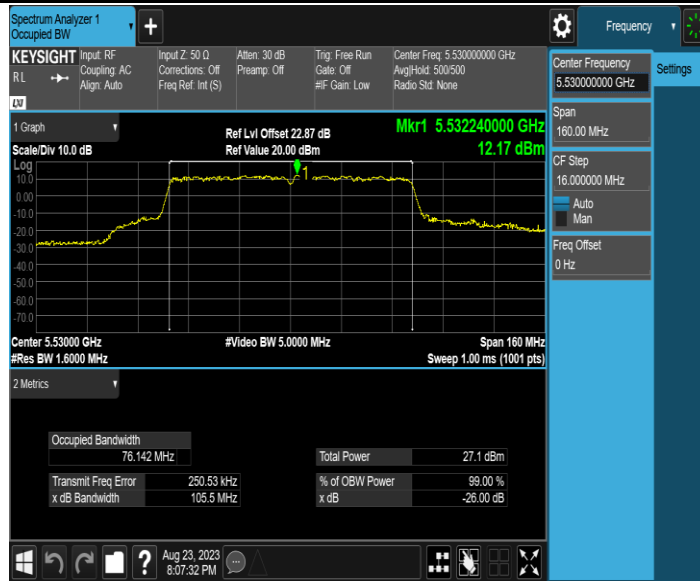 Spectrum Analyzer 1
Occupied BW
+
Frequency
KEYSIGHT
RL
LXI
Input: RF
Coupling: AC
Align: Auto
Input Z: 50 Ω
Corrections: Off
Freq Ref: Int (S)
Atten: 30 dB
Preamp: Off
Trig: Free Run
Gate: Off
#IF Gain: Low
Center Freq: 5.530000000 GHz
Avg|Hold: 500/500
Radio Std: None
Center Frequency
5.530000000 GHz
Settings
Span
160.00 MHz
CF Step
16.000000 MHz
Auto
Man
Freq Offset
0 Hz
1 Graph
Scale/Div 10.0 dB
Ref Lvl Offset 22.87 dB
Ref Value 20.00 dBm
Mkr1 5.532240000 GHz
12.17 dBm
Log
10.0
0.00
-10.0
-20.0
-30.0
-40.0
-50.0
-60.0
-70.0
1
Center 5.53000 GHz
#Res BW 1.6000 MHz
#Video BW 5.0000 MHz
Span 160 MHz
Sweep 1.00 ms (1001 pts)
2 Metrics
Occupied Bandwidth
76.142 MHz
Total Power 27.1 dBm
Transmit Freq Error 250.53 kHz
% of OBW Power 99.00 %
x dB Bandwidth 105.5 MHz
x dB -26.00 dB
?
Aug 23, 2023
8:07:32 PM